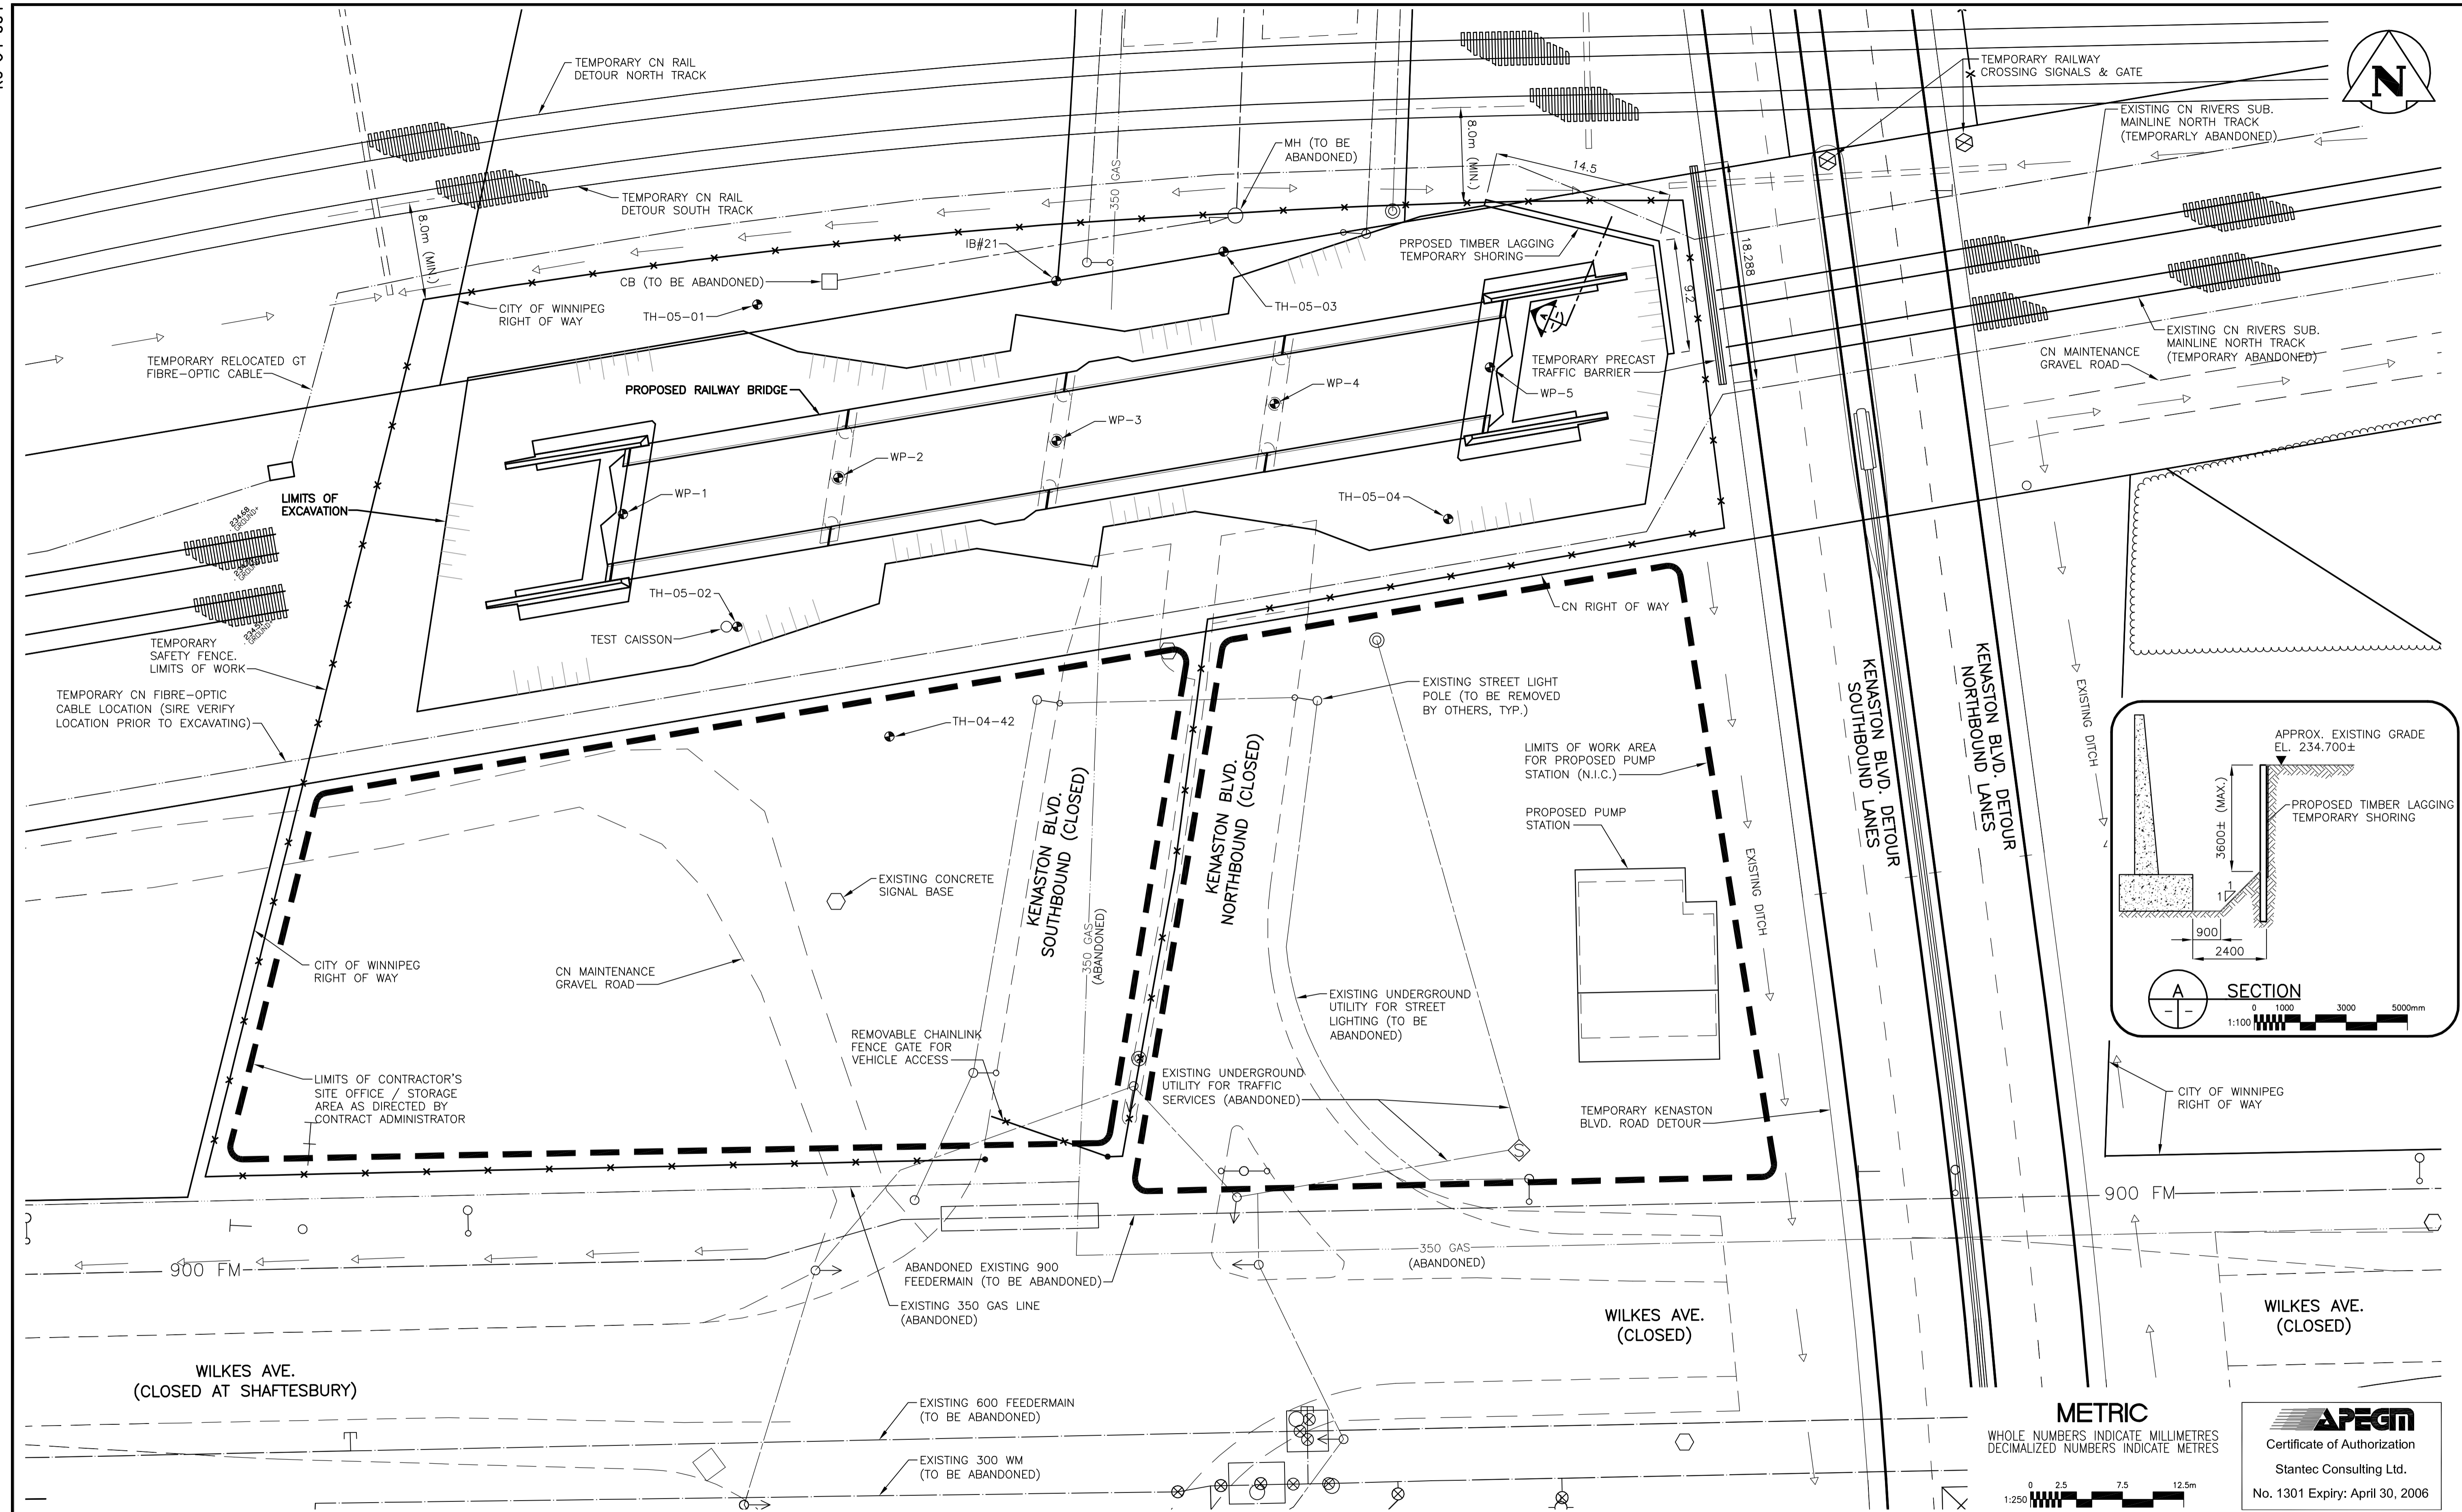 TEMPORARY CN RAIL
DETOUR NORTH TRACK
TEMPORARY RAILWAY
CROSSING SIGNALS & GATE
N
EXISTING CN RIVERS SUB.
MAINLINE NORTH TRACK
(TEMPORARLY ABANDONED)
8.0m (MIN.)
MH (TO BE
ABANDONED)
14.5
350 GAS
TEMPORARY CN RAIL
DETOUR SOUTH TRACK
8.0m (MIN.)
IB#21
PRPOSED TIMBER LAGGING
TEMPORARY SHORING
18.288
9.2
CB (TO BE ABANDONED)
CITY OF WINNIPEG
RIGHT OF WAY
TH-05-01
TH-05-03
TEMPORARY RELOCATED GT
FIBRE-OPTIC CABLE
A
TEMPORARY PRECAST
TRAFFIC BARRIER
EXISTING CN RIVERS SUB.
MAINLINE NORTH TRACK
(TEMPORARY ABANDONED)
CN MAINTENANCE
GRAVEL ROAD
PROPOSED RAILWAY BRIDGE
WP-4
WP-5
WP-3
WP-2
WP-1
LIMITS OF
EXCAVATION
TH-05-04
234.68
GROUND+
GROUND+
234.51
GROUND+
TH-05-02
TEST CAISSON
CN RIGHT OF WAY
TEMPORARY
SAFETY FENCE.
LIMITS OF WORK
TEMPORARY CN FIBRE-OPTIC
CABLE LOCATION (SIRE VERIFY
LOCATION PRIOR TO EXCAVATING)
EXISTING STREET LIGHT
POLE (TO BE REMOVED
BY OTHERS, TYP.)
TH-04-42
LIMITS OF WORK AREA
FOR PROPOSED PUMP
STATION (N.I.C.)
KENASTON BLVD. DETOUR
SOUTHBOUND LANES
KENASTON BLVD. DETOUR
NORTHBOUND LANES
EXISTING DITCH
KENASTON BLVD.
SOUTHBOUND (CLOSED)
KENASTON BLVD.
NORTHBOUND (CLOSED)
PROPOSED PUMP
STATION
EXISTING DITCH
APPROX. EXISTING GRADE
EL. 234.700±
3600± (MAX.)
PROPOSED TIMBER LAGGING
TEMPORARY SHORING
1
1
900
2400
A
- -
SECTION
0 1000 3000 5000mm
1:100
EXISTING CONCRETE
SIGNAL BASE
350 GAS
(ABANDONED)
CITY OF WINNIPEG
RIGHT OF WAY
CN MAINTENANCE
GRAVEL ROAD
EXISTING UNDERGROUND
UTILITY FOR STREET
LIGHTING (TO BE
ABANDONED)
REMOVABLE CHAINLINK
FENCE GATE FOR
VEHICLE ACCESS
LIMITS OF CONTRACTOR'S
SITE OFFICE / STORAGE
AREA AS DIRECTED BY
CONTRACT ADMINISTRATOR
EXISTING UNDERGROUND
UTILITY FOR TRAFFIC
SERVICES (ABANDONED)
S
TEMPORARY KENASTON
BLVD. ROAD DETOUR
CITY OF WINNIPEG
RIGHT OF WAY
900 FM
900 FM
350 GAS
(ABANDONED)
ABANDONED EXISTING 900
FEEDERMAIN (TO BE ABANDONED)
EXISTING 350 GAS LINE
(ABANDONED)
WILKES AVE.
(CLOSED)
WILKES AVE.
(CLOSED)
WILKES AVE.
(CLOSED AT SHAFTESBURY)
EXISTING 600 FEEDERMAIN
(TO BE ABANDONED)
EXISTING 300 WM
(TO BE ABANDONED)
METRIC
WHOLE NUMBERS INDICATE MILLIMETRES
DECIMALIZED NUMBERS INDICATE METRES
0 2.5 7.5 12.5m
1:250
APEGM
Certificate of Authorization
Stantec Consulting Ltd.
No. 1301 Expiry: April 30, 2006